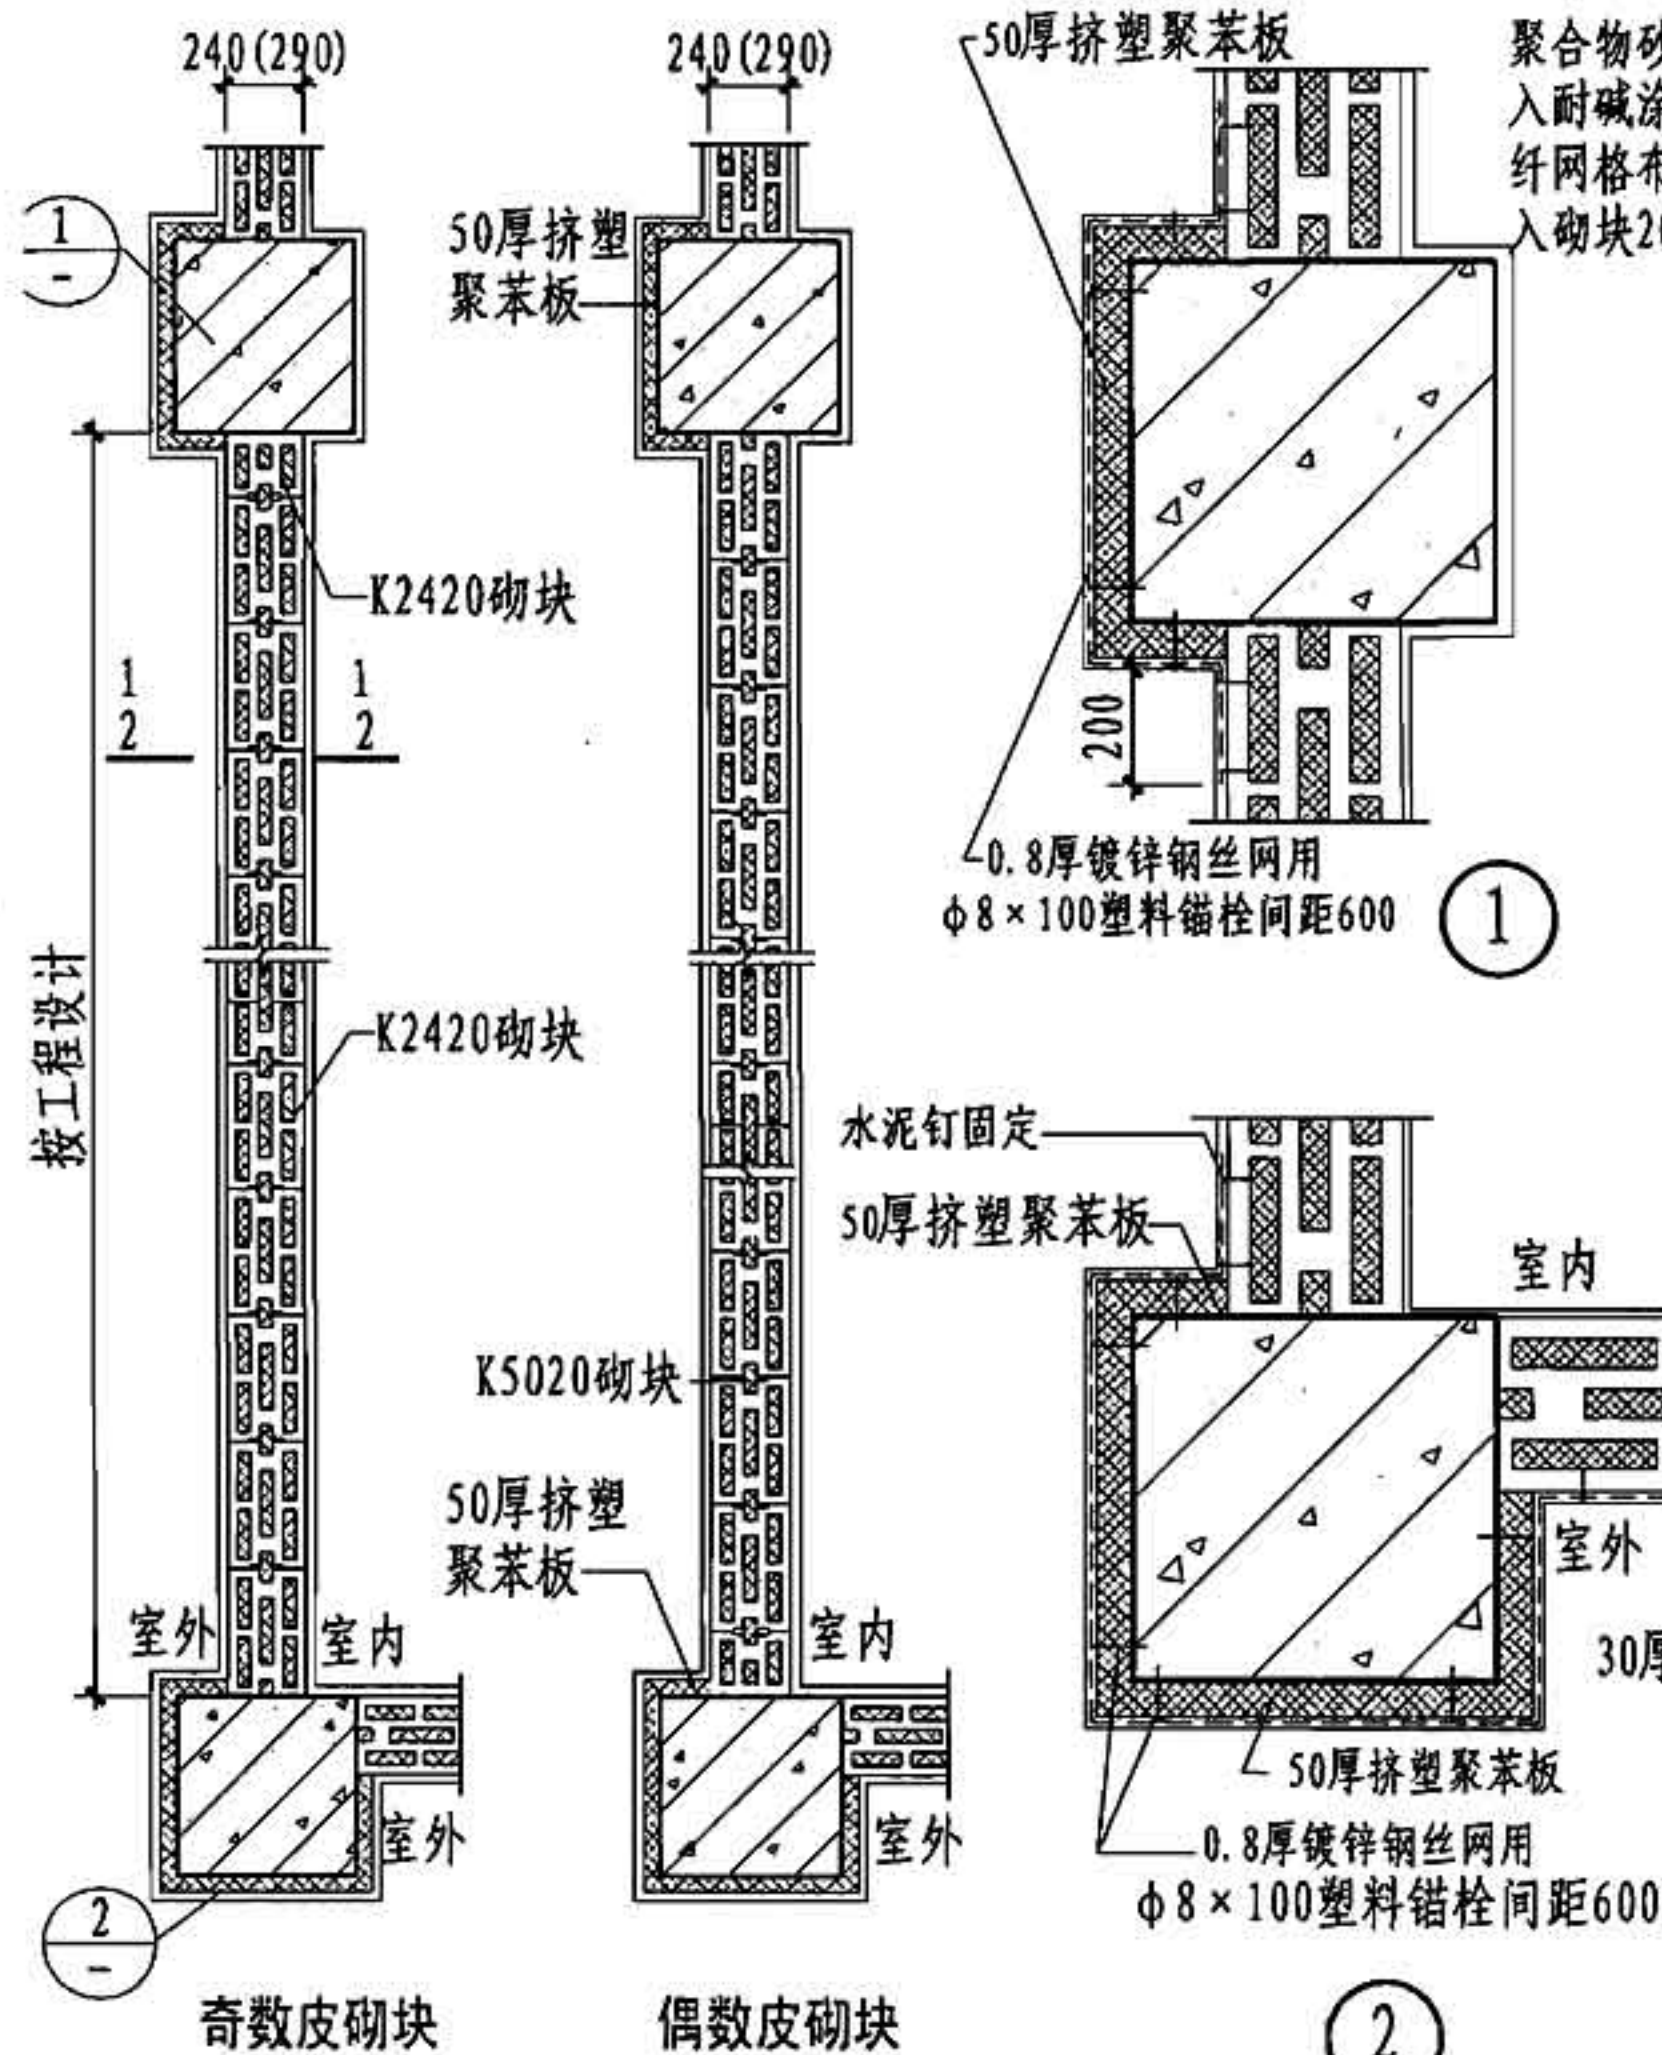 240(290)
240(290)
50厚挤塑聚苯板
聚合物砂
入耐碱涂
纤网格布
入砌块20
1
-
50厚挤塑
聚苯板
K2420砌块
1
2
1
2
200
0.8厚镀锌钢丝网用
ф8×100塑料锚栓间距600
1
按工程设计
K2420砌块
水泥钉固定
50厚挤塑聚苯板
室内
K5020砌块
50厚挤塑
聚苯板
室外
室内
室内
室外
30厚
室外
室外
50厚挤塑聚苯板
0.8厚镀锌钢丝网用
ф8×100塑料锚栓间距600
2
-
奇数皮砌块
偶数皮砌块
2